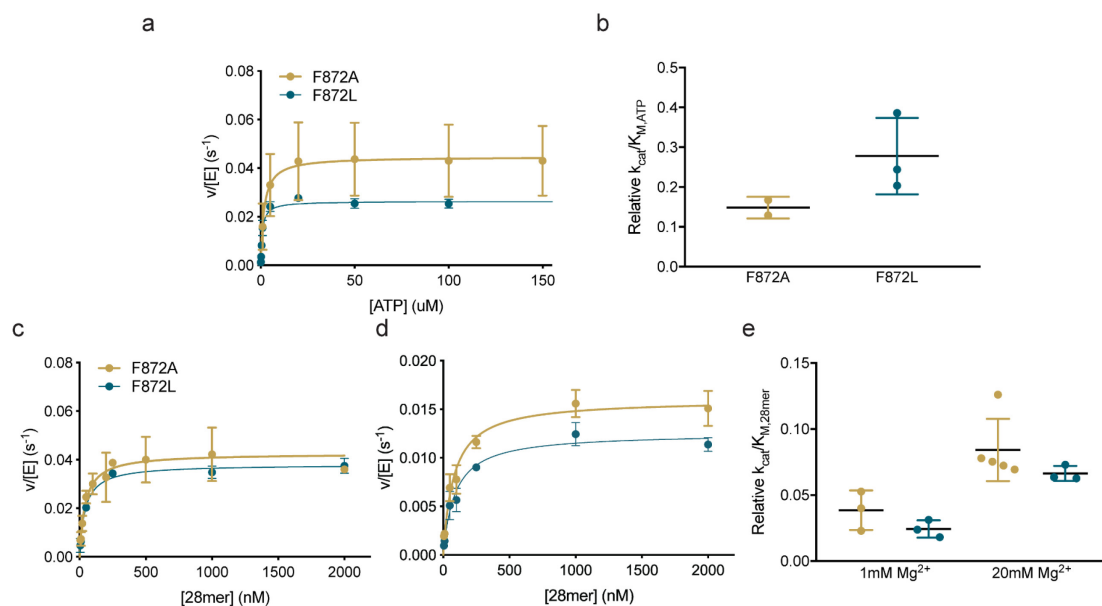 a
0.08
0.06
0.04
0.02
0.00
v/[E] (s⁻¹)
F872A
F872L
0
50
100
150
[ATP] (uM)
b
0.5
0.4
0.3
0.2
0.1
0.0
Relative k_cat/K_M,ATP
F872A
F872L
c
0.08
0.06
0.04
0.02
0.00
v/[E] (s⁻¹)
F872A
F872L
0
500
1000
1500
2000
[28mer] (nM)
d
0.020
0.015
0.010
0.005
0.000
v/[E] (s⁻¹)
0
500
1000
1500
2000
[28mer] (nM)
e
0.15
0.10
0.05
0.00
Relative k_cat/K_M,28mer
1mM Mg²⁺
20mM Mg²⁺